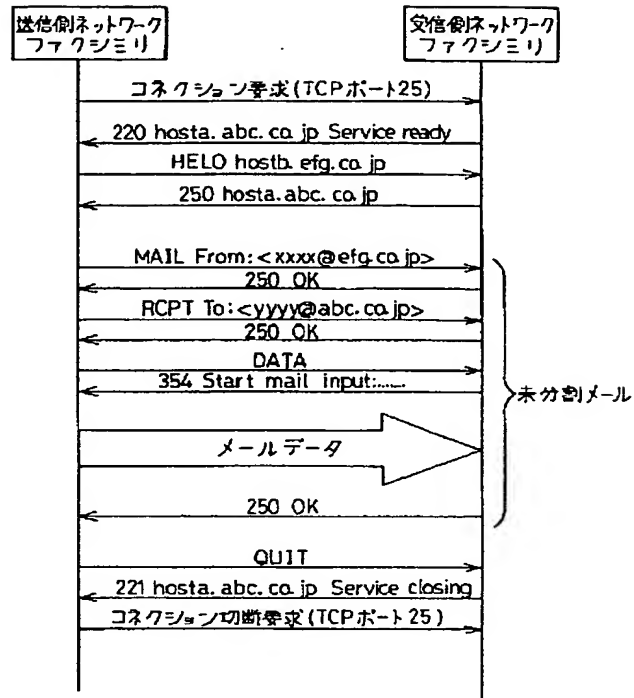 送信側ネットワーク
ファクシミリ
受信側ネットワーク
ファクシミリ
コネクション要求(TCPポート25)
220 hosta.abc.co.jp Service ready
HELO hostb.efg.co.jp
250 hosta.abc.co.jp
MAIL From:<xxxx@efg.co.jp>
250 OK
RCPT To:<yyyy@abc.co.jp>
250 OK
DATA
354 Start mail input:......
未分割メール
メールデータ
250 OK
QUIT
221 hosta.abc.co.jp Service closing
コネクション切断要求(TCPポート25)